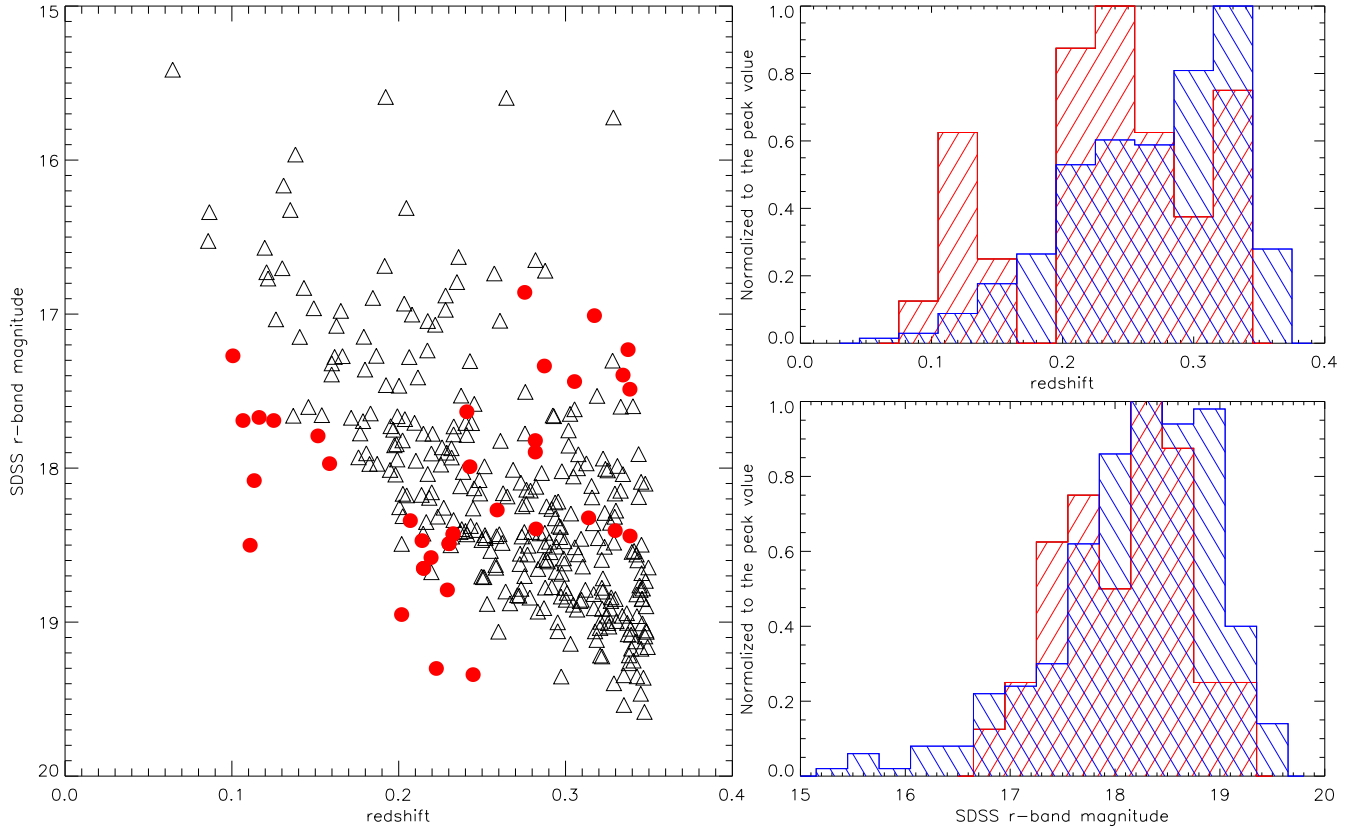 15
16
17
18
19
20
SDSS r-band magnitude
0.0 0.1 0.2 0.3 0.4
redshift
1.0
0.8
0.6
0.4
0.2
0.0
Normalized to the peak value
0.0 0.1 0.2 0.3 0.4
redshift
1.0
0.8
0.6
0.4
0.2
0.0
Normalized to the peak value
15 16 17 18 19 20
SDSS r-band magnitude